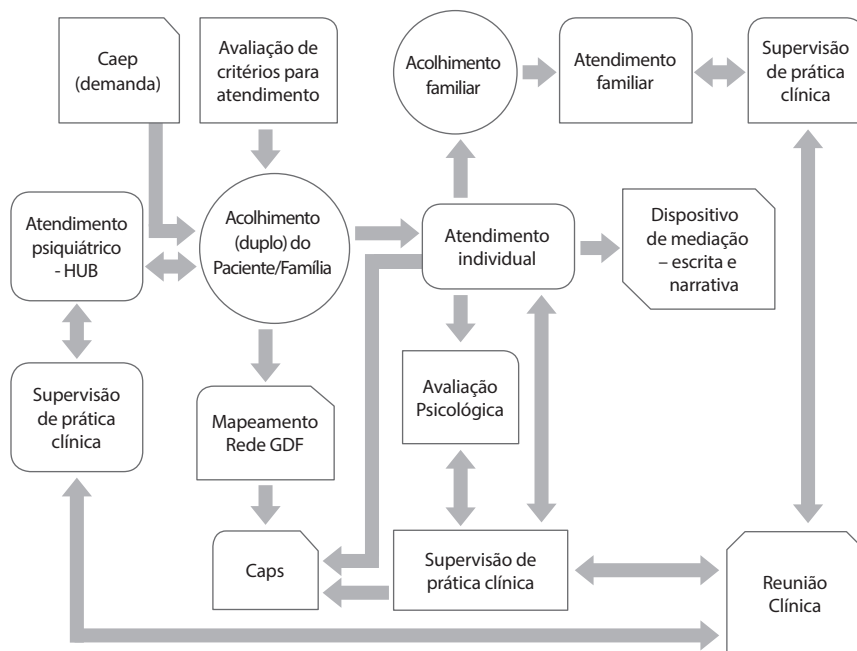 Caep
(demanda)
Avaliação de
critérios para
atendimento
Acolhimento
familiar
Atendimento
familiar
Supervisão
de prática
clínica
Atendimento
psiquiátrico
- HUB
Acolhimento
(duplo) do
Paciente/Família
Atendimento
individual
Dispositivo
de mediação
– escrita e
narrativa
Supervisão
de prática
clínica
Mapeamento
Rede GDF
Avaliação
Psicológica
Caps
Supervisão de
prática clínica
Reunião
Clínica